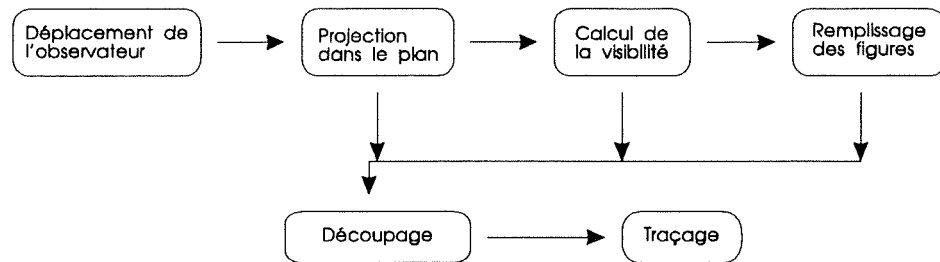 Déplacement de
l'observateur
Projection
dans le plan
Calcul de
la visibilité
Remplissage
des figures
Découpage
Traçage